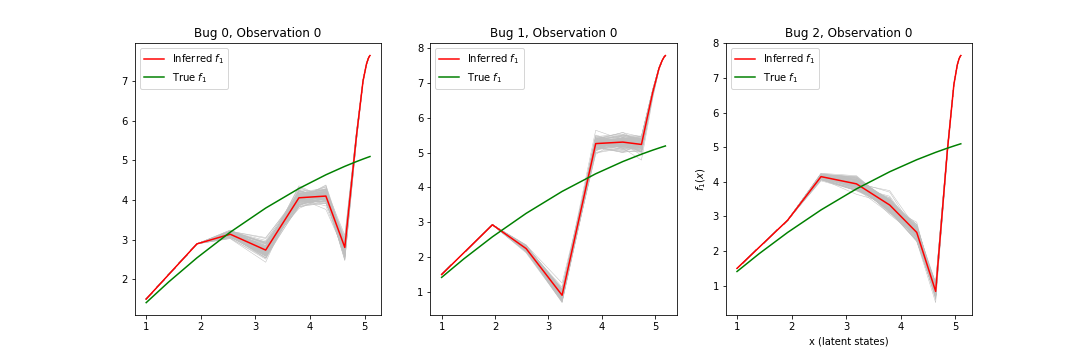 Bug 0, Observation 0
Inferred f₁
True f₁
7
6
5
4
3
2
1 2 3 4 5
Bug 1, Observation 0
Inferred f₁
True f₁
8
7
6
5
4
3
2
1
1 2 3 4 5
Bug 2, Observation 0
Inferred f₁
True f₁
f₁(x)
8
7
6
5
4
3
2
1
1 2 3 4 5
x (latent states)